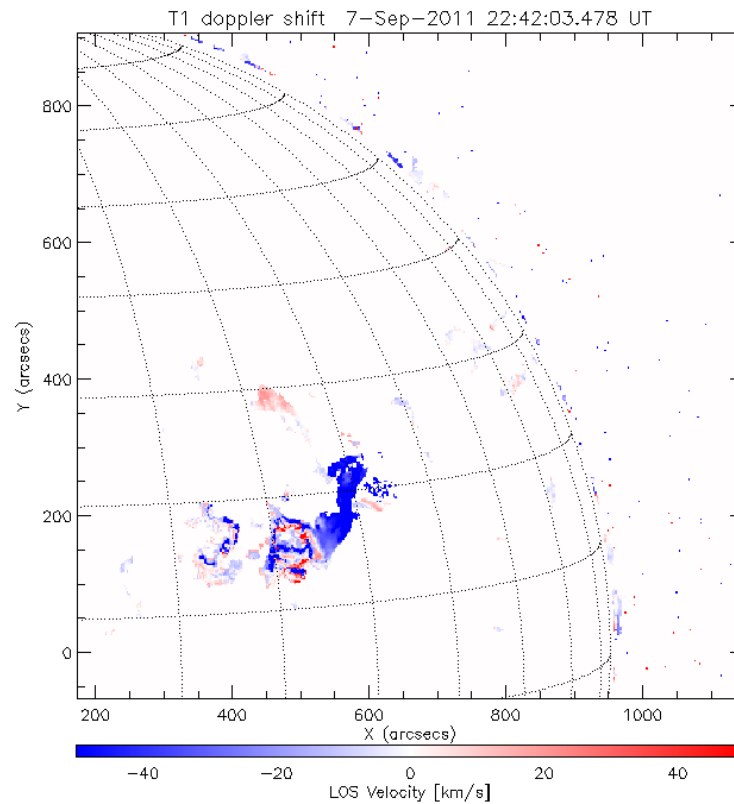 T1 doppler shift 7-Sep-2011 22:42:03.478 UT
800
600
400
200
0
Y (arcsecs)
200 400 600 800 1000
X (arcsecs)
-40 -20 0 20 40
LOS Velocity [km/s]